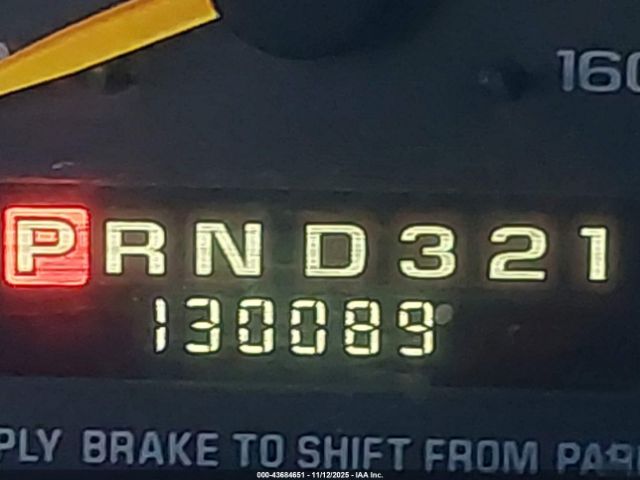 160
PRND321
130089
PLY BRAKE TO SHIFT FROM PAR
000-43684651 - 11/12/2025 - IAA Inc.